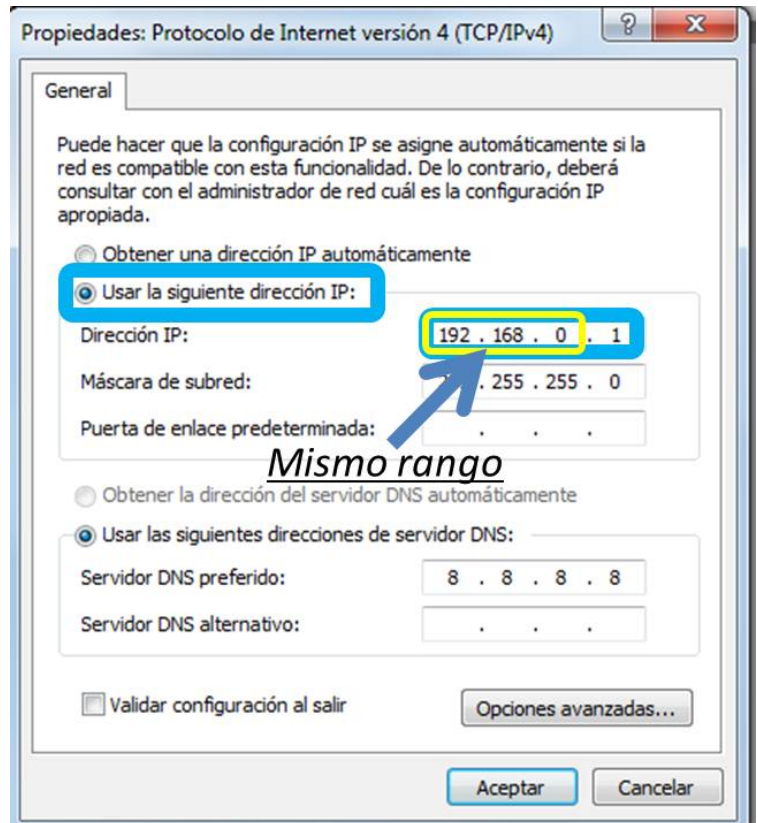 Propiedades: Protocolo de Internet versión 4 (TCP/IPv4)
General
Puede hacer que la configuración IP se asigne automáticamente si la
red es compatible con esta funcionalidad. De lo contrario, deberá
consultar con el administrador de red cuál es la configuración IP
apropiada.
Obtener una dirección IP automáticamente
Usar la siguiente dirección IP:
Dirección IP: 192 . 168 . 0 . 1
Máscara de subred: . 255 . 255 . 0
Puerta de enlace predeterminada: . . .
Mismo rango
Obtener la dirección del servidor DNS automáticamente
Usar las siguientes direcciones de servidor DNS:
Servidor DNS preferido: 8 . 8 . 8 . 8
Servidor DNS alternativo: . . .
Validar configuración al salir Opciones avanzadas...
Aceptar Cancelar